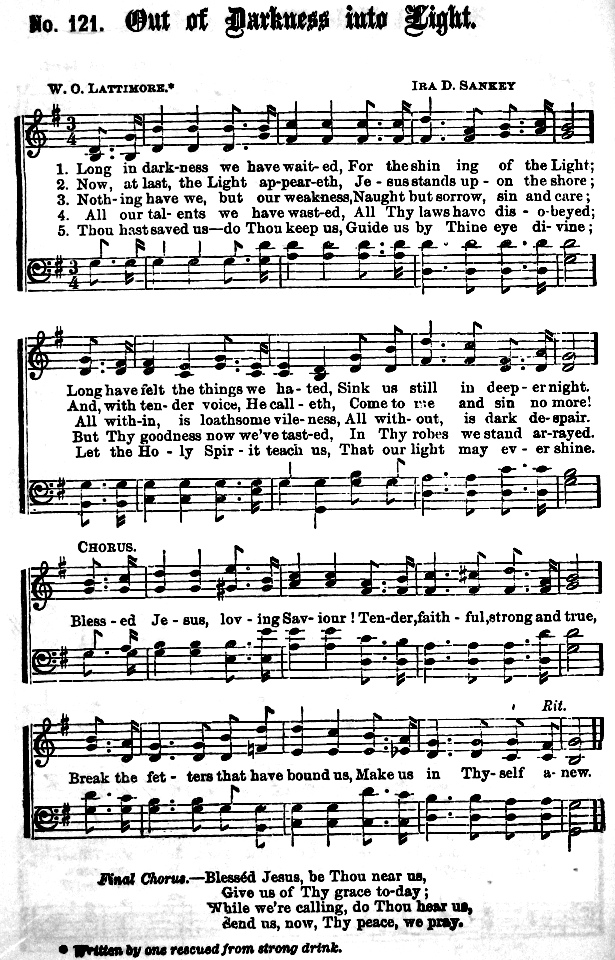 No. 121. Out of Darkness into Light.
W. O. LATTIMORE.* IRA D. SANKEY
3 4
1. Long in dark-ness we have wait-ed, For the shin ing of the Light;
2. Now, at last, the Light ap-pear-eth, Je - sus stands up - on the shore;
3. Noth-ing have we, but our weakness, Naught but sorrow, sin and care;
4. All our tal-ents we have wast-ed, All Thy laws have dis - o-beyed;
5. Thou hast saved us—do Thou keep us, Guide us by Thine eye di - vine;
3 4
Long have felt the things we ha-ted, Sink us still in deep-er night.
And, with ten-der voice, He call-eth, Come to me and sin no more!
All with-in, is loathsome vile-ness, All with-out, is dark de-spair.
But Thy goodness now we've tast-ed, In Thy robes we stand ar-rayed.
Let the Ho - ly Spir-it teach us, That our light may ev - er shine.
CHORUS.
Bless - ed Je - sus, lov - ing Sav - iour! Ten-der, faith - ful, strong and true,
Rit.
Break the fet - ters that have bound us, Make us in Thy-self a-new.
Final Chorus.—Blesséd Jesus, be Thou near us,
Give us of Thy grace to-day;
While we're calling, do Thou hear us,
Send us, now, Thy peace, we pray.
* Written by one rescued from strong drink.